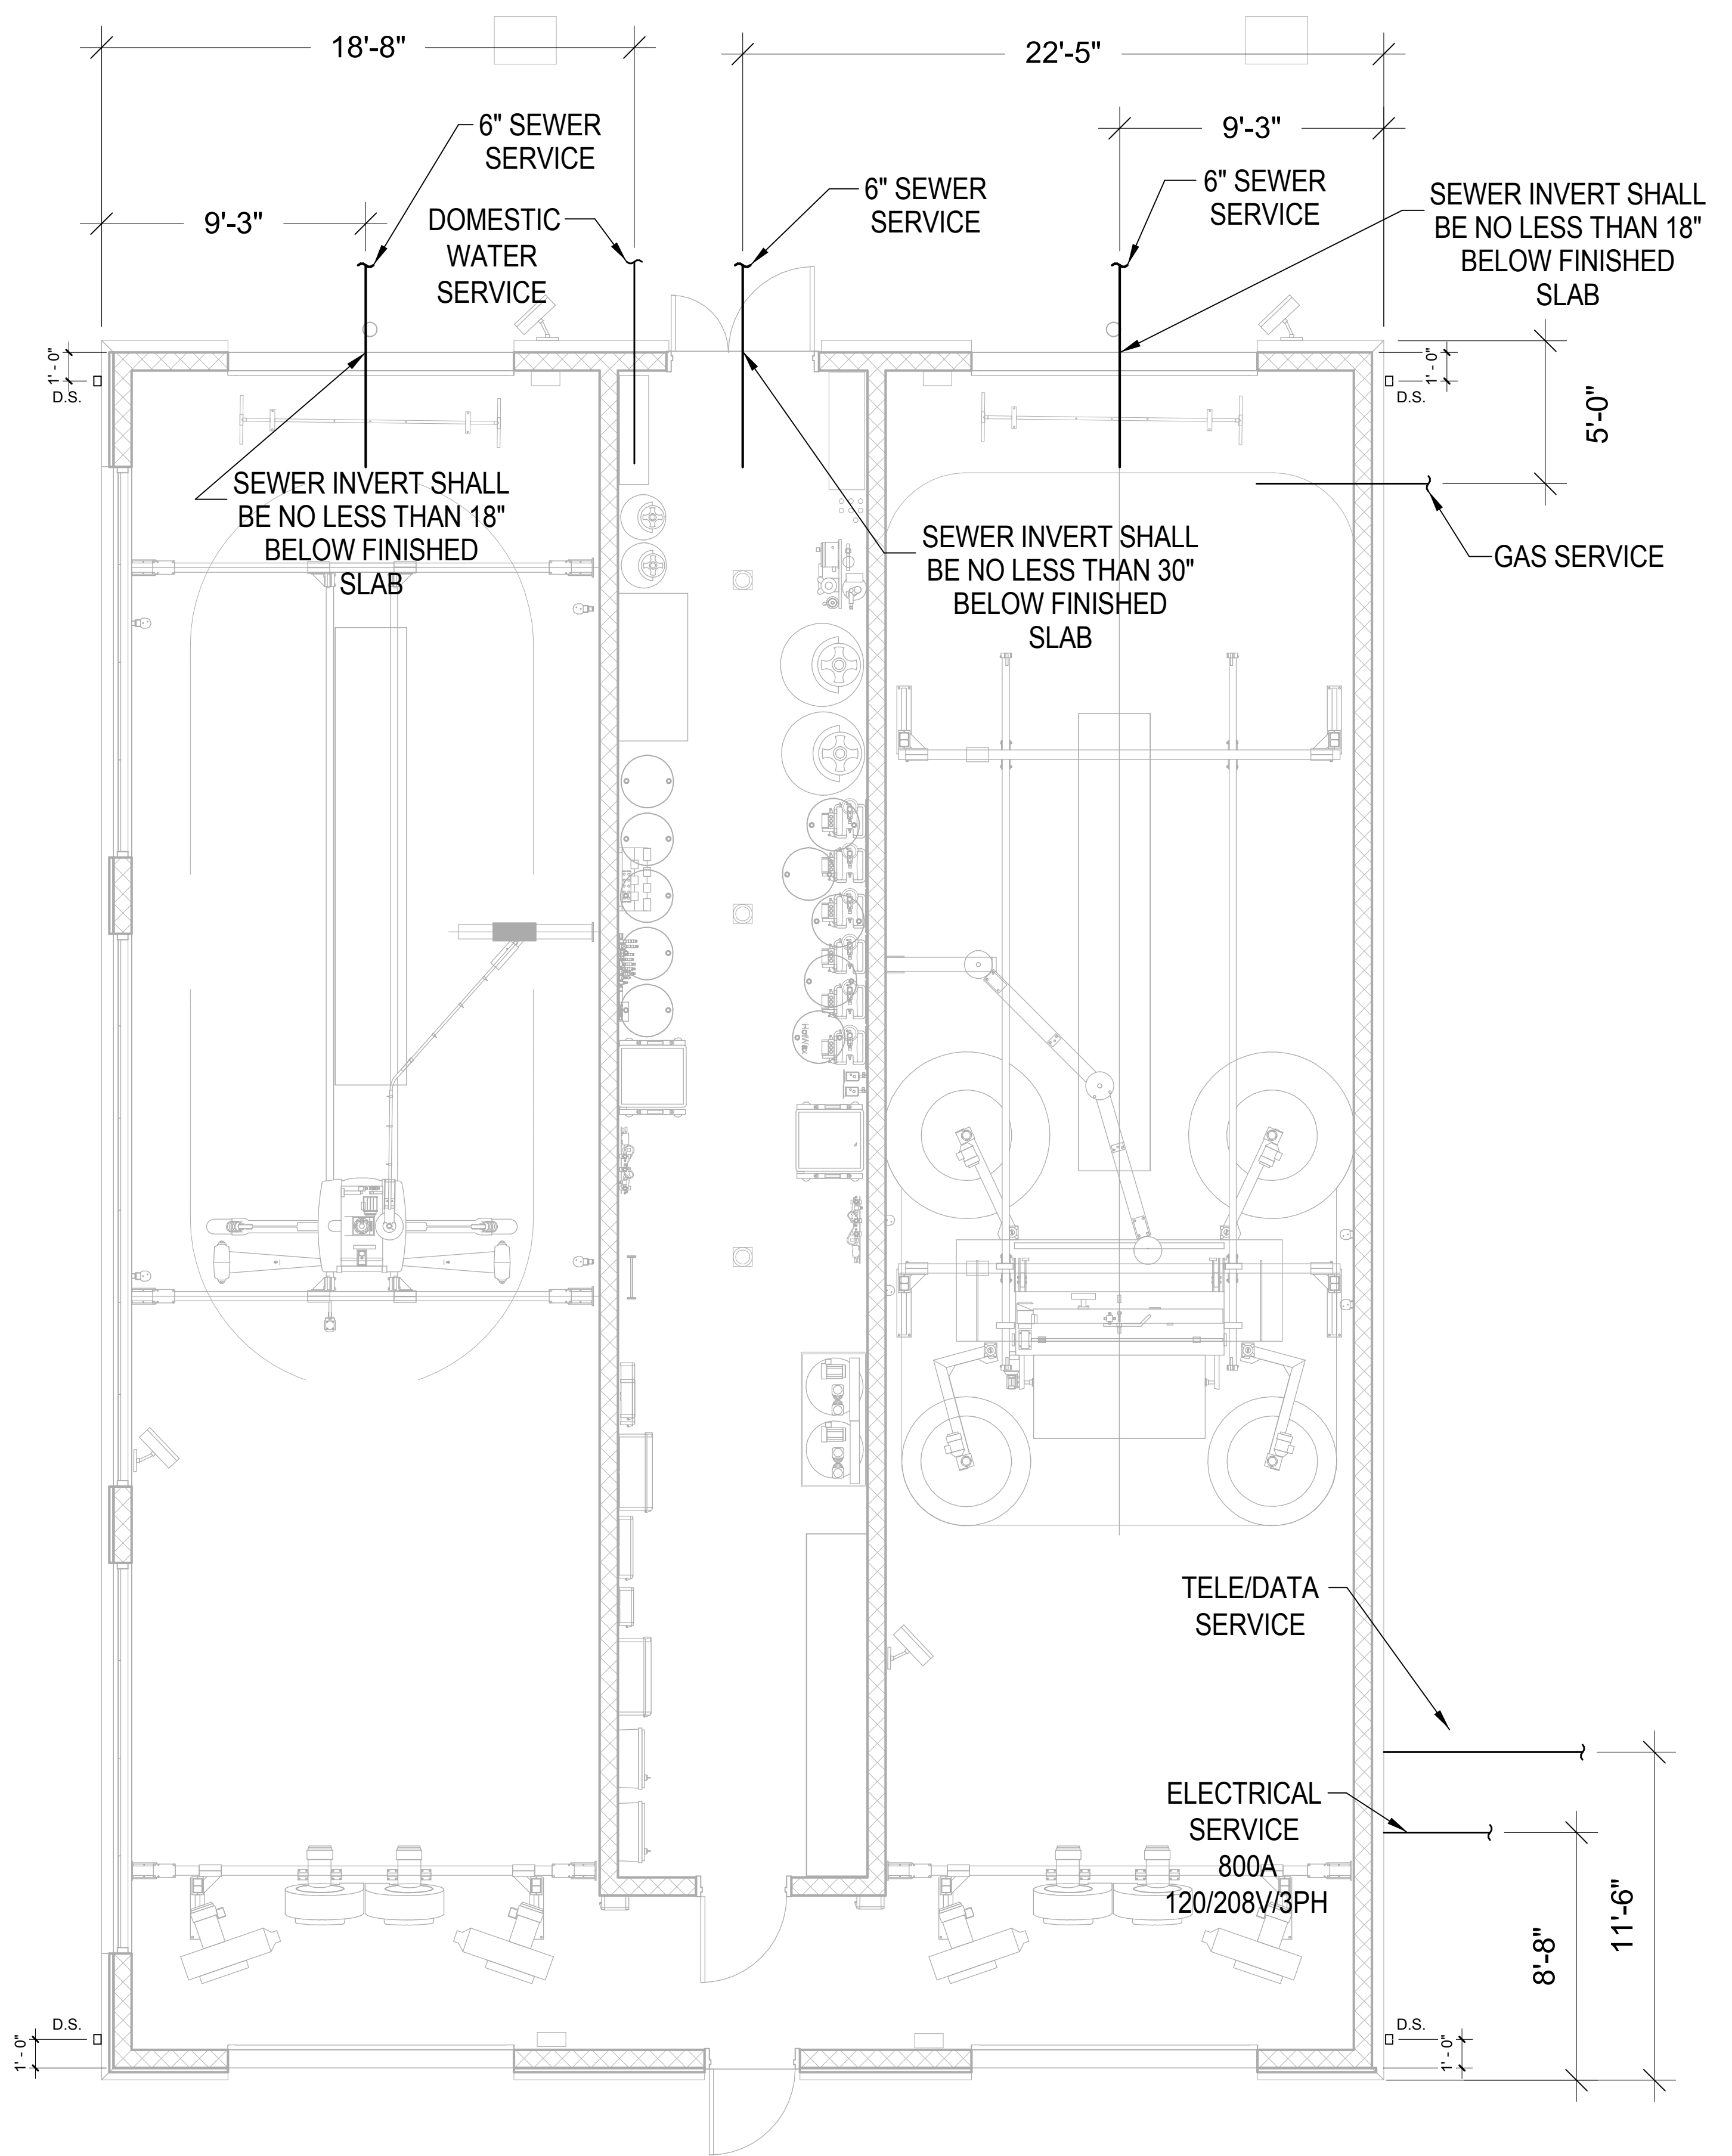 18'-8"
22'-5"
6" SEWER
SERVICE
9'-3"
6" SEWER
SERVICE
6" SEWER
SERVICE
SEWER INVERT SHALL
BE NO LESS THAN 18"
BELOW FINISHED
SLAB
9'-3"
DOMESTIC
WATER
SERVICE
1' - 0"
D.S.
1' - 0"
D.S.
5'-0"
SEWER INVERT SHALL
BE NO LESS THAN 18"
BELOW FINISHED
SLAB
SEWER INVERT SHALL
BE NO LESS THAN 30"
BELOW FINISHED
SLAB
GAS SERVICE
HotWax
TELE/DATA
SERVICE
ELECTRICAL
SERVICE
800A
120/208V/3PH
11'-6"
8'-8"
D.S.
1' - 0"
D.S.
1' - 0"